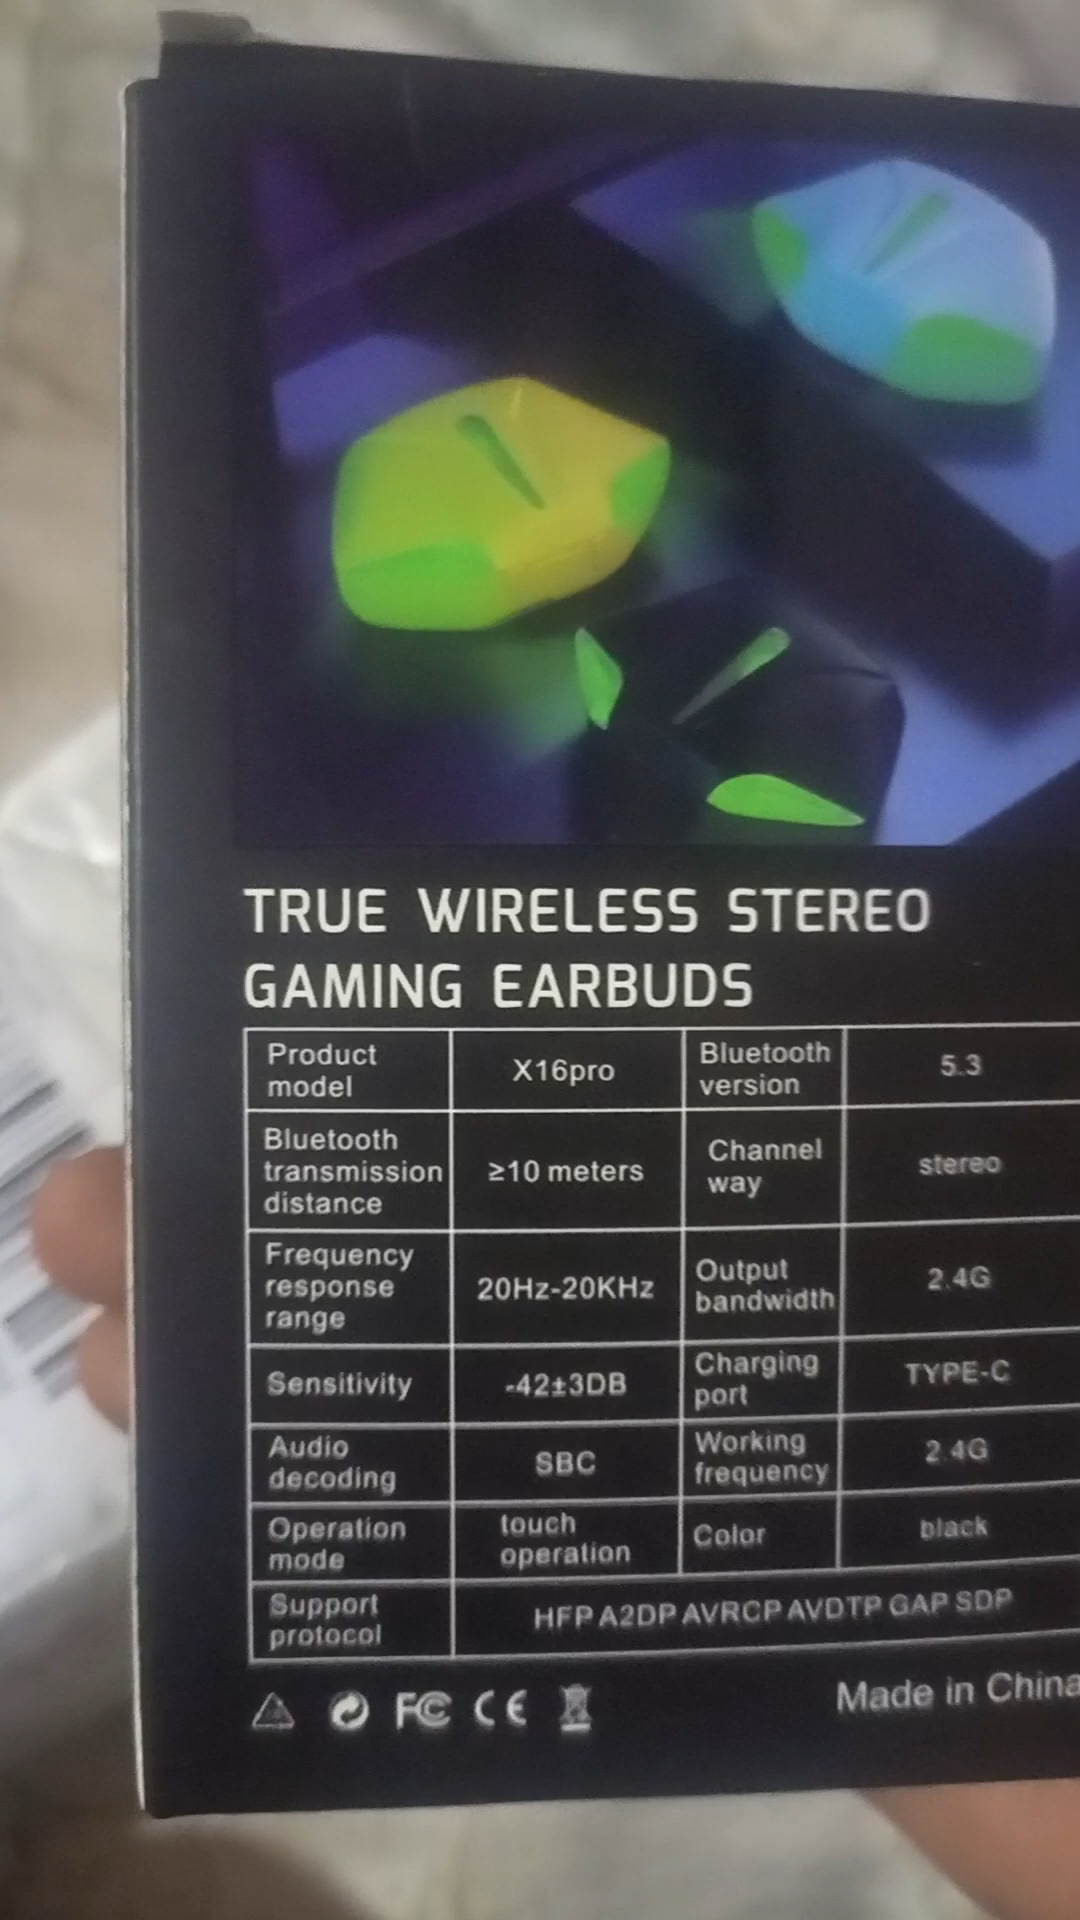 TRUE WIRELESS STEREO
GAMING EARBUDS
Product
model
X16pro
Bluetooth
version
5.3
Bluetooth
transmission
distance
≥10 meters
Channel
way
stereo
Frequency
response
range
20Hz-20KHz
Output
bandwidth
2.4G
Sensitivity
-42±3DB
Charging
port
TYPE-C
Audio
decoding
SBC
Working
frequency
2.4G
Operation
mode
touch
operation
Color
black
Support
protocol
HFP A2DP AVRCP AVDTP GAP SDP
FC CE
Made in China